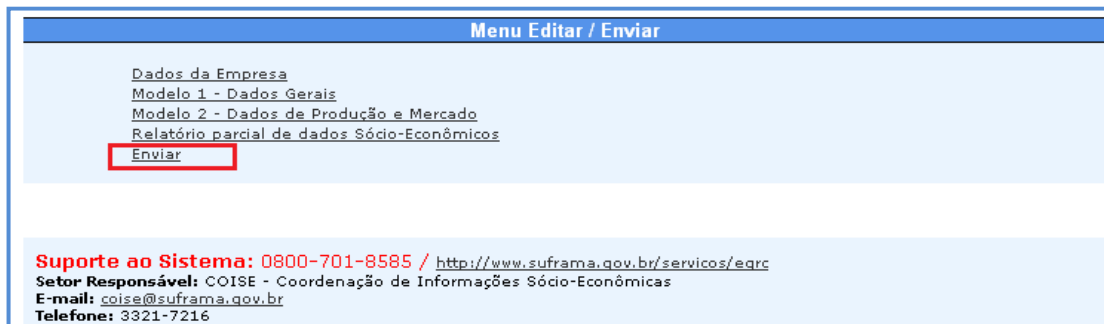 Menu Editar / Enviar
Dados da Empresa
Modelo 1 - Dados Gerais
Modelo 2 - Dados de Produção e Mercado
Relatório parcial de dados Sócio-Econômicos
Enviar
Suporte ao Sistema: 0800-701-8585 / http://www.suframa.gov.br/servicos/eqrc
Setor Responsável: COISE - Coordenação de Informações Sócio-Econômicas
E-mail: coise@suframa.gov.br
Telefone: 3321-7216